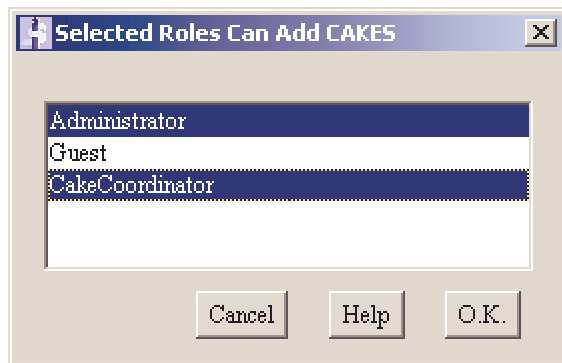 Selected Roles Can Add CAKES
Administrator
Guest
CakeCoordinator
Cancel Help O.K.